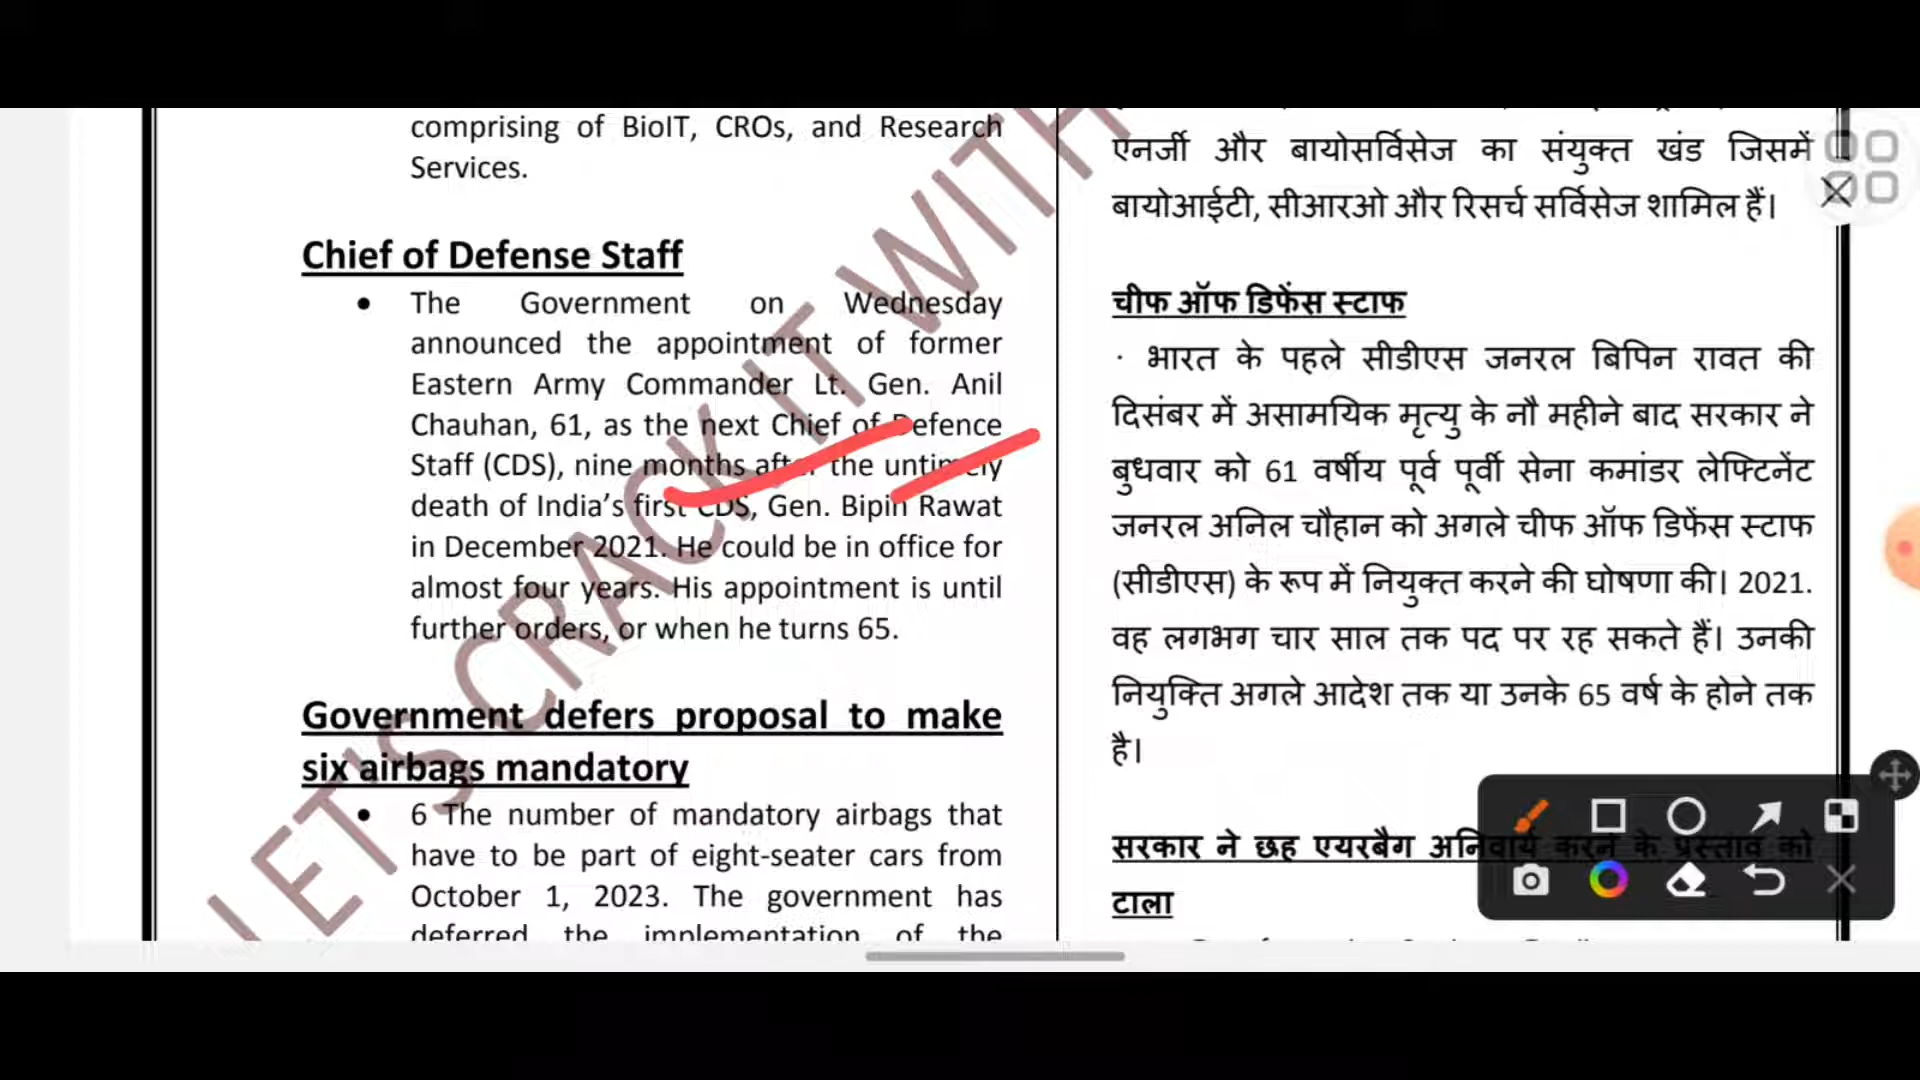 comprising of BioIT, CROs, and Research
Services.
Chief of Defense Staff
• The Government on Wednesday
announced the appointment of former
Eastern Army Commander Lt. Gen. Anil
Chauhan, 61, as the next Chief of Defence
Staff (CDS), nine months after the untimely
death of India's first CDS, Gen. Bipin Rawat
in December 2021. He could be in office for
almost four years. His appointment is until
further orders, or when he turns 65.
Government defers proposal to make
six airbags mandatory
• 6 The number of mandatory airbags that
have to be part of eight-seater cars from
October 1, 2023. The government has
deferred the implementation of the
एनर्जी और बायोसर्विसेज का संयुक्त खंड जिसमें
बायोआईटी, सीआरओ और रिसर्च सर्विसेज शामिल हैं।
चीफ ऑफ डिफेंस स्टाफ
· भारत के पहले सीडीएस जनरल बिपिन रावत की
दिसंबर में असामयिक मृत्यु के नौ महीने बाद सरकार ने
बुधवार को 61 वर्षीय पूर्व पूर्वी सेना कमांडर लेफ्टिनेंट
जनरल अनिल चौहान को अगले चीफ ऑफ डिफेंस स्टाफ
(सीडीएस) के रूप में नियुक्त करने की घोषणा की। 2021.
वह लगभग चार साल तक पद पर रह सकते हैं। उनकी
नियुक्ति अगले आदेश तक या उनके 65 वर्ष के होने तक
है।
सरकार ने छह एयरबैग अनिवार्य करने के प्रस्ताव को
टाला
LET'S CRACK IT WITH